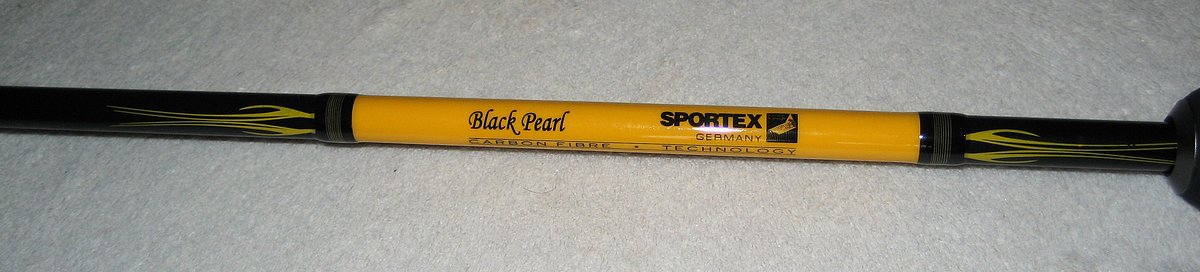 Black Pearl
SPORTEX
GERMANY
CARBON FIBRE • TECHNOLOGY